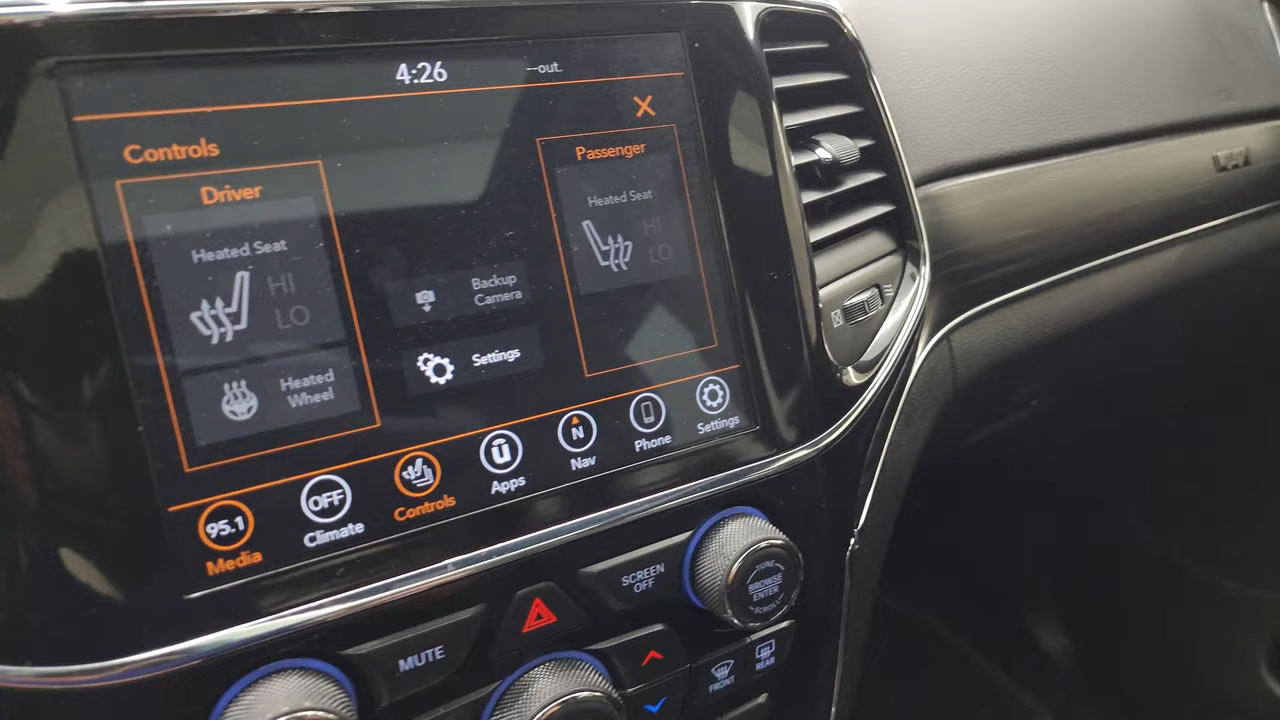 4:26
--out.
Controls
Driver
Passenger
Heated Seat
HI
LO
Heated Seat
HI
LO
Backup
Camera
Settings
Heated
Wheel
95.1
Media
OFF
Climate
Controls
Apps
N
Nav
Phone
Settings
SCREEN
OFF
TUNE
BROWSE
ENTER
SCROLL
MUTE
FRONT
REAR